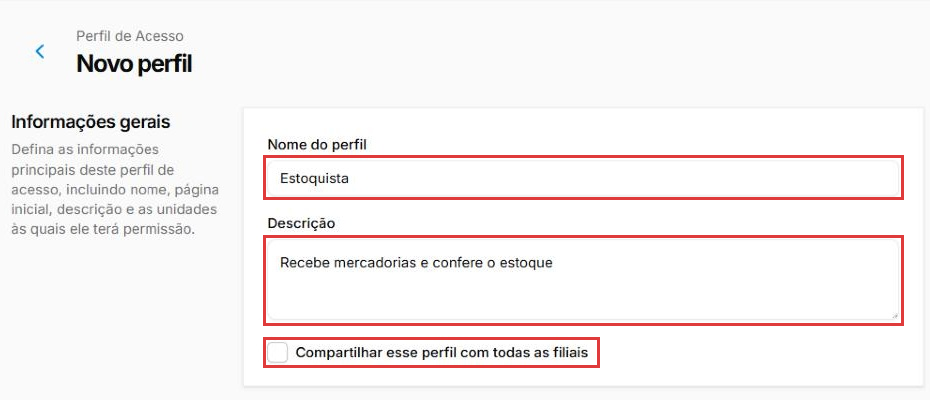 Perfil de Acesso
Novo perfil
Informações gerais
Defina as informações
principais deste perfil de
acesso, incluindo nome, página
inicial, descrição e as unidades
às quais ele terá permissão.
Nome do perfil
Estoquista
Descrição
Recebe mercadorias e confere o estoque
Compartilhar esse perfil com todas as filiais